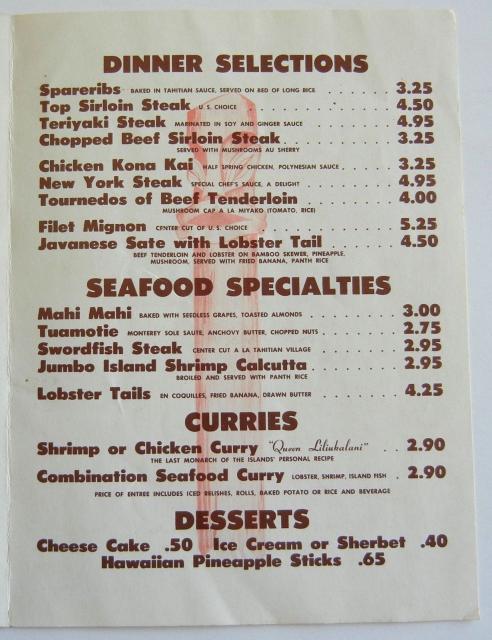 DINNER SELECTIONS
Spareribs BAKED IN TAHITIAN SAUCE, SERVED ON BED OF LONG RICE . . . . . . . 3.25
Top Sirloin Steak U.S. CHOICE . . . . . . . . . . . . 4.50
Teriyaki Steak MARINATED IN SOY AND GINGER SAUCE . . . . . . . . 4.95
Chopped Beef Sirloin Steak . . . . . . . . . 3.25
SERVED WITH MUSHROOMS AU SHERRY
Chicken Kona Kai HALF SPRING CHICKEN, POLYNESIAN SAUCE . . . . . 3.25
New York Steak SPECIAL CHEF'S SAUCE, A DELIGHT . . . . . . . . . 4.95
Tournedos of Beef Tenderloin . . . . . . . . 4.00
MUSHROOM CAP A LA MIYAKO (TOMATO, RICE)
Filet Mignon CENTER CUT OF U.S. CHOICE . . . . . . . . . . . 5.25
Javanese Sate with Lobster Tail . . . . . . 4.50
BEEF TENDERLOIN AND LOBSTER ON BAMBOO SKEWER, PINEAPPLE,
MUSHROOM, SERVED WITH FRIED BANANA, PANTH RICE
SEAFOOD SPECIALTIES
Mahi Mahi BAKED WITH SEEDLESS GRAPES, TOASTED ALMONDS . . . . . . . . 3.00
Tuamotie MONTEREY SOLE SAUTE, ANCHOVY BUTTER, CHOPPED NUTS . . . . . . . 2.75
Swordfish Steak CENTER CUT A LA TAHITIAN VILLAGE . . . . . . . . 2.95
Jumbo Island Shrimp Calcutta . . . . . . . . 2.95
BROILED AND SERVED WITH PANTH RICE
Lobster Tails EN COQUILLES, FRIED BANANA, DRAWN BUTTER . . . . . . . 4.25
CURRIES
Shrimp or Chicken Curry "Queen Liliukalani" . . 2.90
THE LAST MONARCH OF THE ISLANDS' PERSONAL RECIPE
Combination Seafood Curry LOBSTER, SHRIMP, ISLAND FISH . 2.90
PRICE OF ENTREE INCLUDES ICED RELISHES, ROLLS, BAKED POTATO OR RICE AND BEVERAGE
DESSERTS
Cheese Cake .50 Ice Cream or Sherbet .40
Hawaiian Pineapple Sticks .65